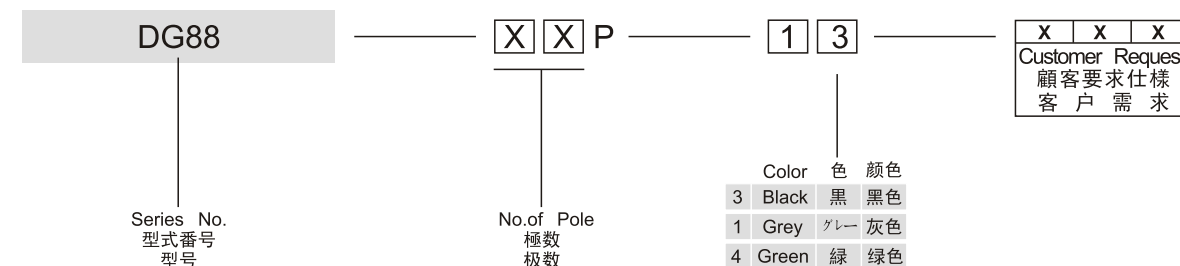 DG88 XXP 13 X X X
Customer Reques
顧客要求仕様
客户需求
Color 色 颜色
3 Black 黒 黑色
1 Grey グレー 灰色
4 Green 緑 绿色
Series No.
型式番号
型号
No.of Pole
極数
极数